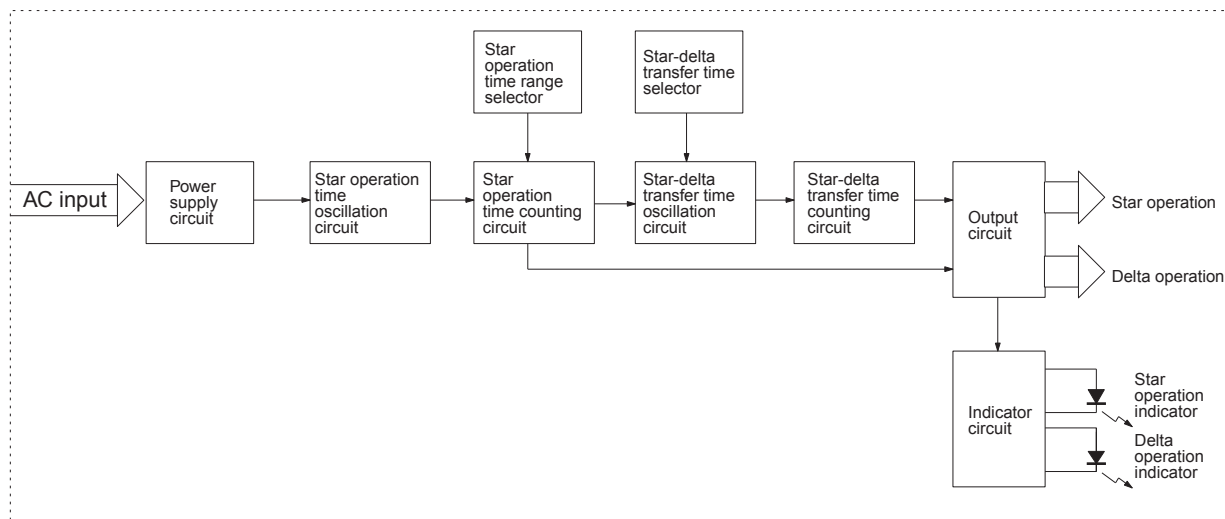 Star
operation
time range
selector
Star-delta
transfer time
selector
AC input
Power
supply
circuit
Star operation
time
oscillation
circuit
Star
operation
time counting
circuit
Star-delta
transfer time
oscillation
circuit
Star-delta
transfer time
counting
circuit
Output
circuit
Star operation
Delta operation
Indicator
circuit
Star
operation
indicator
Delta
operation
indicator